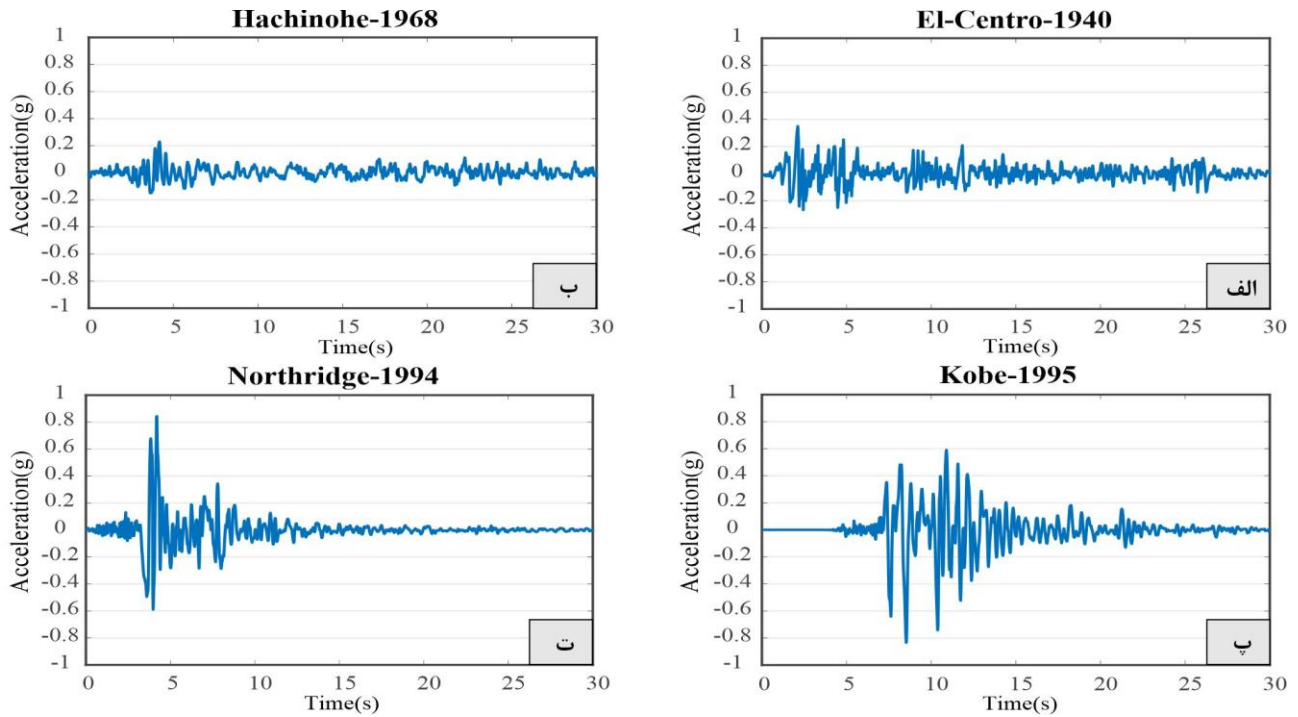 Hachinohe-1968
Acceleration(g)
1
0.8
0.6
0.4
0.2
0
-0.2
-0.4
-0.6
-0.8
-1
0 5 10 15 20 25 30
Time(s)
ب
El-Centro-1940
Acceleration(g)
1
0.8
0.6
0.4
0.2
0
-0.2
-0.4
-0.6
-0.8
-1
0 5 10 15 20 25 30
Time(s)
الف
Northridge-1994
Acceleration(g)
1
0.8
0.6
0.4
0.2
0
-0.2
-0.4
-0.6
-0.8
-1
0 5 10 15 20 25 30
Time(s)
ت
Kobe-1995
Acceleration(g)
1
0.8
0.6
0.4
0.2
0
-0.2
-0.4
-0.6
-0.8
-1
0 5 10 15 20 25 30
Time(s)
پ